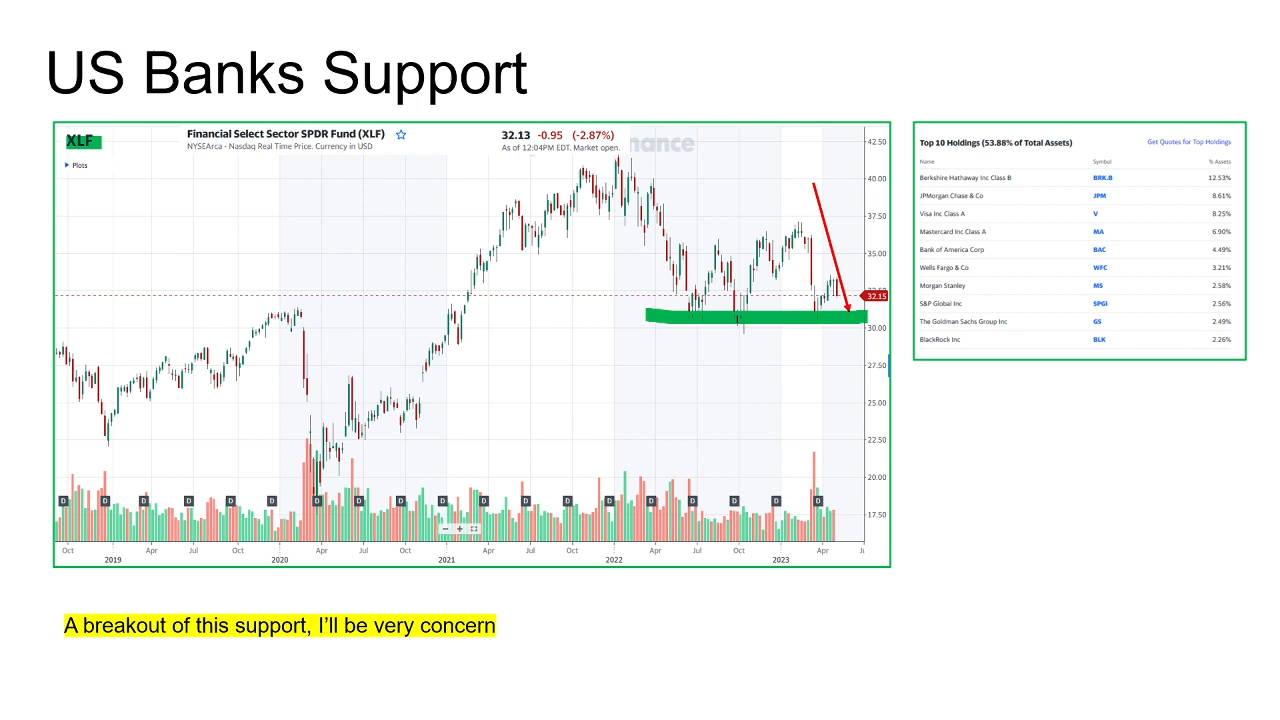 US Banks Support
XLF
Financial Select Sector SPDR Fund (XLF)
NYSEArca - Nasdaq Real Time Price. Currency in USD
32.13 -0.95 (-2.87%)
As of 12:04PM EDT. Market open.
nance
Plots
42.50
40.00
37.50
35.00
32.15
30.00
27.50
25.00
22.50
20.00
17.50
D D D D D D D D D D D D D D D D D D D
− +
Oct Apr Jul Oct Apr Jul Oct Apr Jul Oct Apr Jul Oct Apr
2019 2020 2021 2022 2023
Top 10 Holdings (53.88% of Total Assets) Get Quotes for Top Holdings
Name Symbol % Assets
Berkshire Hathaway Inc Class B BRK.B 12.53%
JPMorgan Chase & Co JPM 8.61%
Visa Inc Class A V 8.25%
Mastercard Inc Class A MA 6.90%
Bank of America Corp BAC 4.49%
Wells Fargo & Co WFC 3.21%
Morgan Stanley MS 2.58%
S&P Global Inc SPGI 2.56%
The Goldman Sachs Group Inc GS 2.49%
BlackRock Inc BLK 2.26%
A breakout of this support, I’ll be very concern